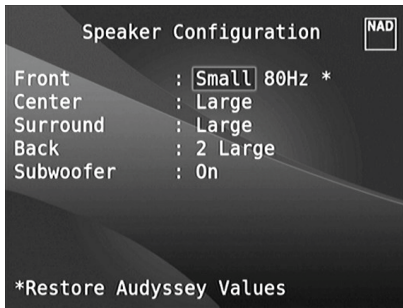 Speaker Configuration
NAD
Front : Small 80Hz *
Center : Large
Surround : Large
Back : 2 Large
Subwoofer : On
*Restore Audyssey Values